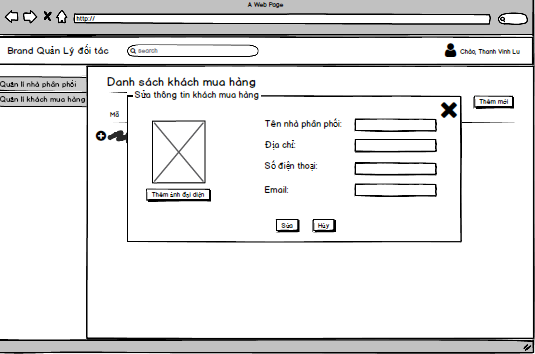 A Web Page
http://
Brand Quản Lý đối tác
search
Chào, Thanh Vinh Lu
Quản lí nhà phân phối
Quản lí khách mua hàng
Danh sách khách mua hàng
Sửa thông tin khách mua hàng
Thêm mới
Mã
Tên nhà phân phối:
Địa chỉ:
Số điện thoại:
Email:
Thêm ảnh đại diện
Sửa
Hủy